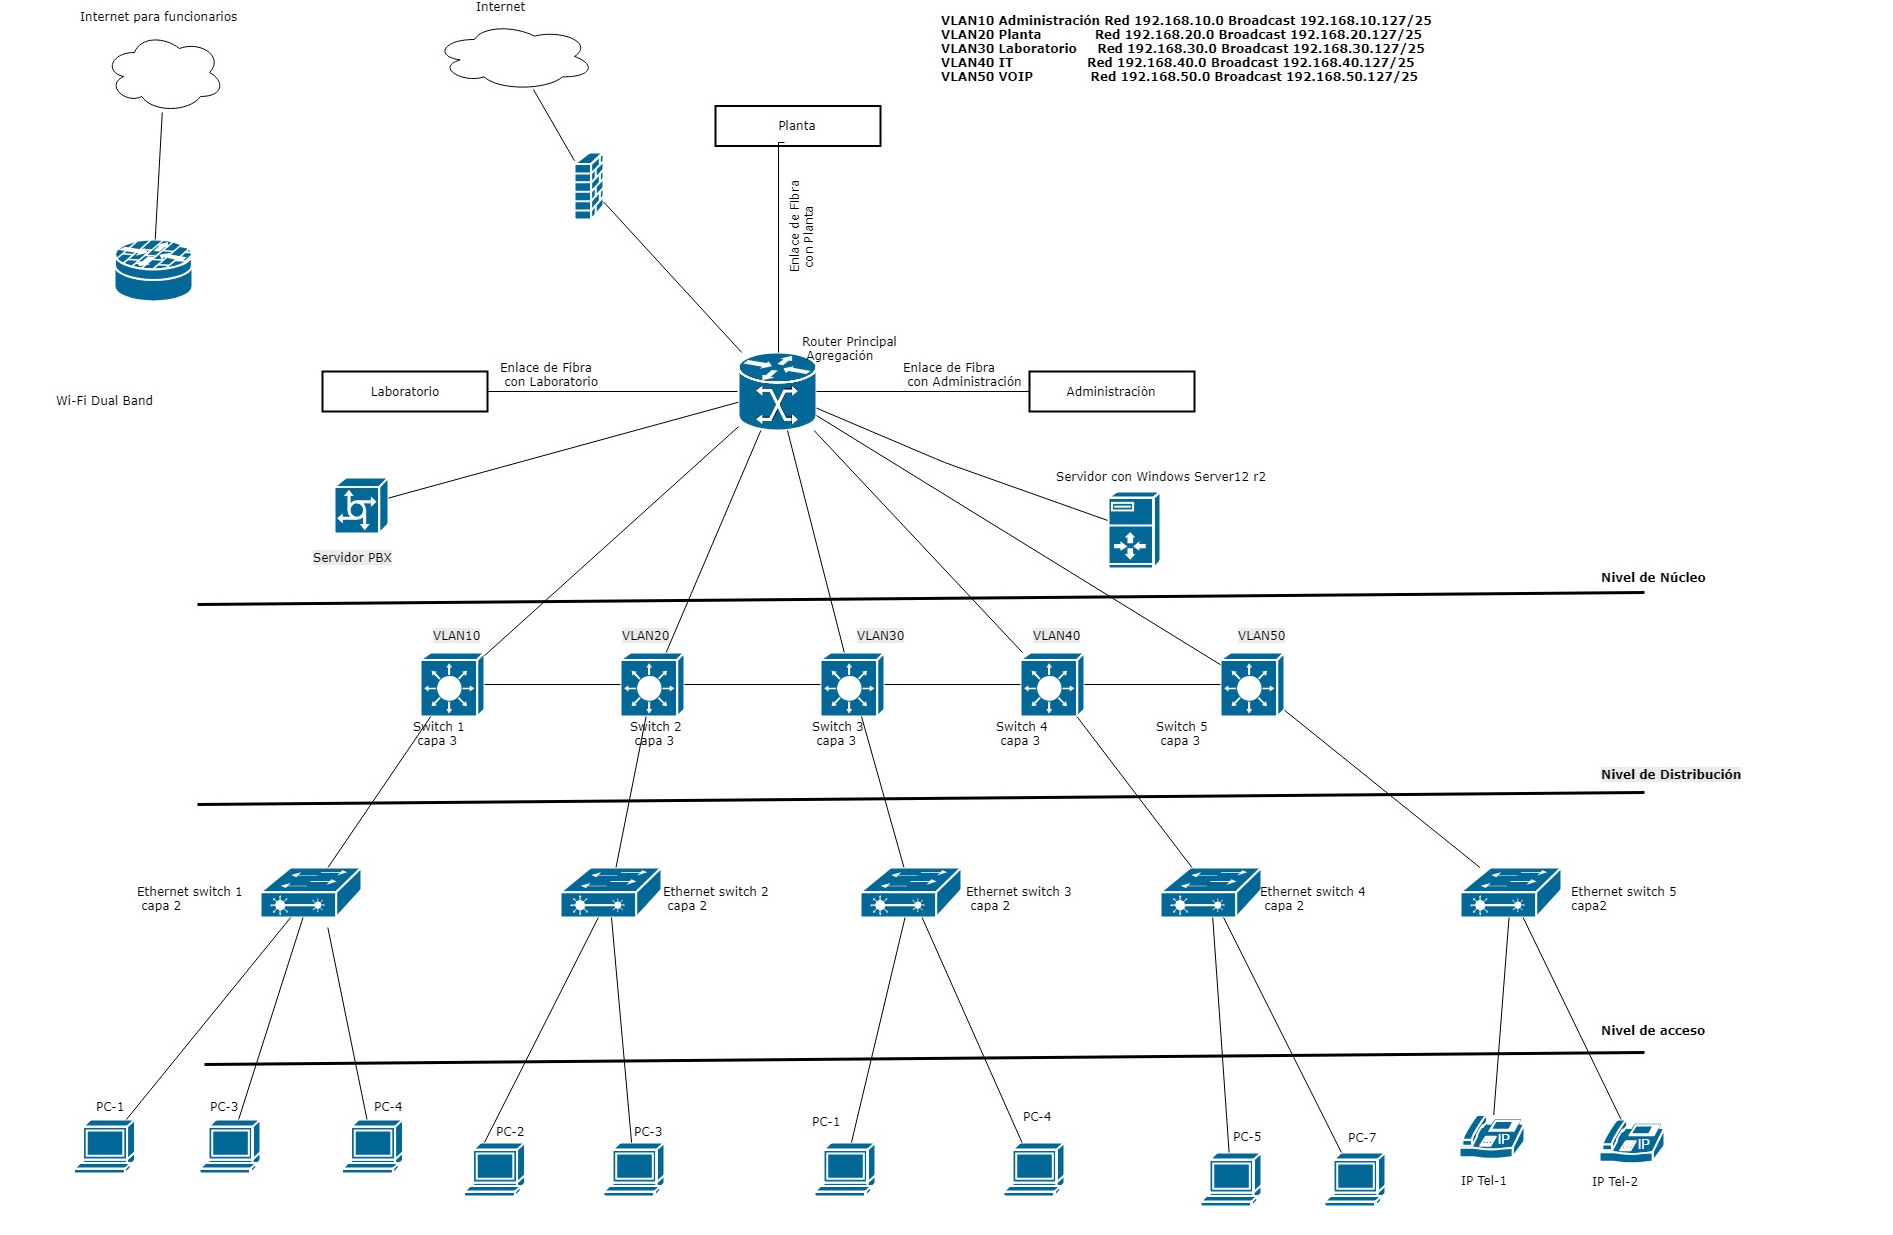 Internet para funcionarios
Internet
VLAN10 Administración Red 192.168.10.0 Broadcast 192.168.10.127/25
VLAN20 Planta Red 192.168.20.0 Broadcast 192.168.20.127/25
VLAN30 Laboratorio Red 192.168.30.0 Broadcast 192.168.30.127/25
VLAN40 IT Red 192.168.40.0 Broadcast 192.168.40.127/25
VLAN50 VOIP Red 192.168.50.0 Broadcast 192.168.50.127/25
Planta
Enlace de FIbra
con Planta
Router Principal
Agregación
Enlace de Fibra
con Laboratorio
Enlace de Fibra
con Administración
Laboratorio
Administraciòn
Wi-Fi Dual Band
Servidor con Windows Server12 r2
Servidor PBX
Nivel de Núcleo
VLAN10
VLAN20
VLAN30
VLAN40
VLAN50
Switch 1
capa 3
Switch 2
capa 3
Switch 3
capa 3
Switch 4
capa 3
Switch 5
capa 3
Nivel de Distribución
Ethernet switch 1
capa 2
Ethernet switch 2
capa 2
Ethernet switch 3
capa 2
Ethernet switch 4
capa 2
Ethernet switch 5
capa2
Nivel de acceso
PC-1
PC-3
PC-4
PC-2
PC-3
PC-1
PC-4
PC-5
PC-7
IP
IP
IP Tel-1
IP Tel-2